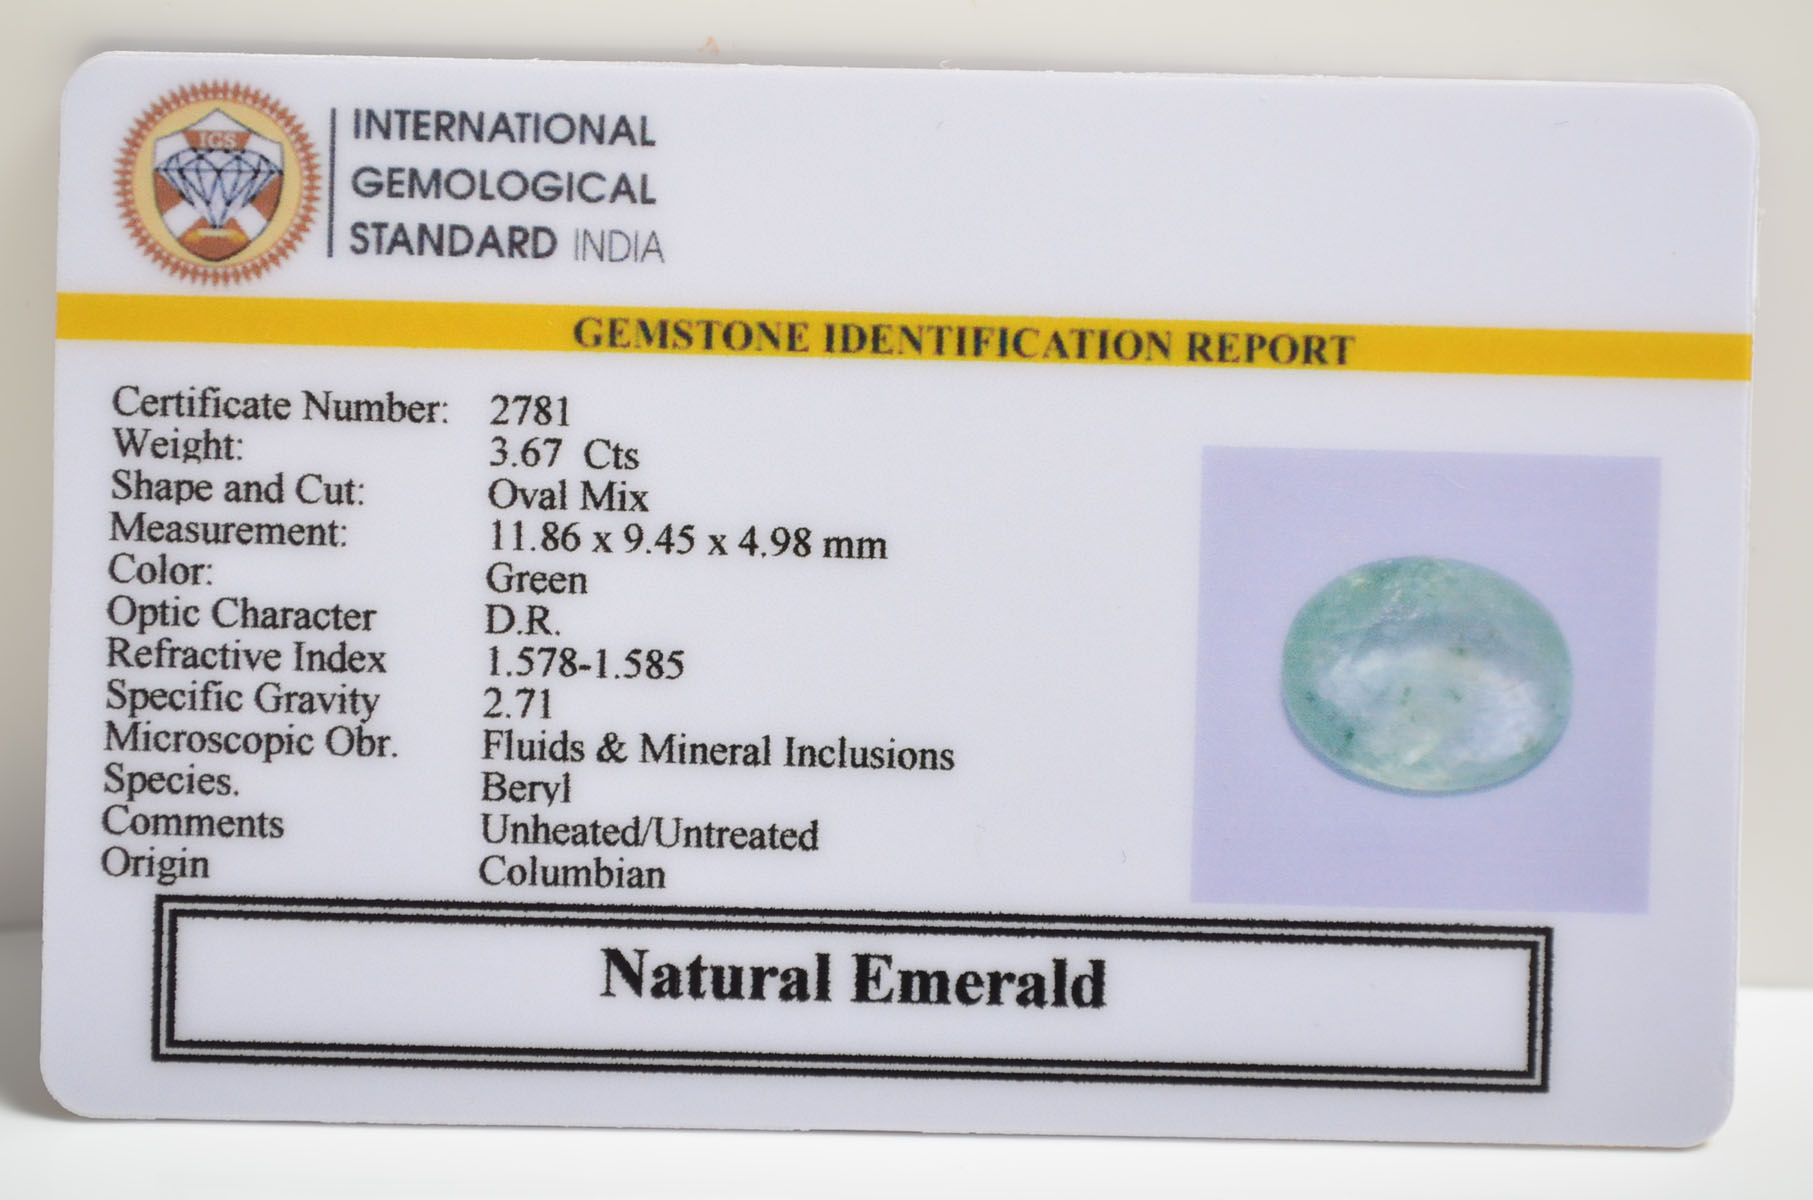 IGS
INTERNATIONAL
GEMOLOGICAL
STANDARD INDIA
GEMSTONE IDENTIFICATION REPORT
Certificate Number: 2781
Weight: 3.67 Cts
Shape and Cut: Oval Mix
Measurement: 11.86 x 9.45 x 4.98 mm
Color: Green
Optic Character D.R.
Refractive Index 1.578-1.585
Specific Gravity 2.71
Microscopic Obr. Fluids & Mineral Inclusions
Species. Beryl
Comments Unheated/Untreated
Origin Columbian
Natural Emerald